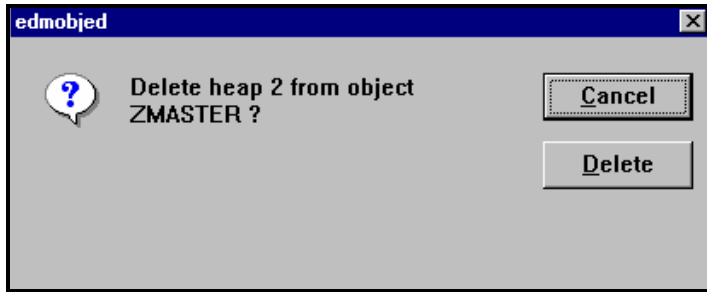 edmobjed
Delete heap 2 from object
ZMASTER ?
Cancel
Delete